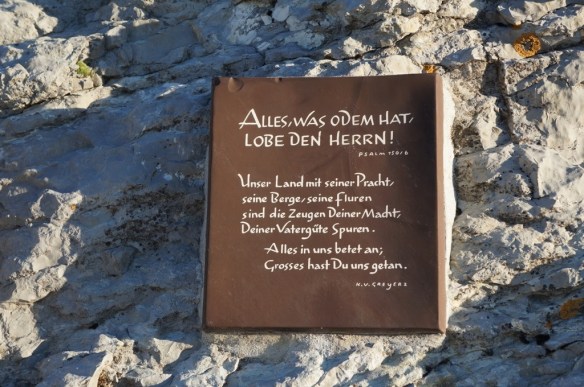 ALLES, WAS ODEM HAT,
LOBE DEN HERRN!
PSALM 150/6
Unser Land mit seiner Pracht,
seine Berge, seine Fluren
sind die Zeugen Deiner Macht,
Deiner Vatergüte Spuren.
Alles in uns betet an;
Grosses hast Du uns getan.
H.V. GREYERZ